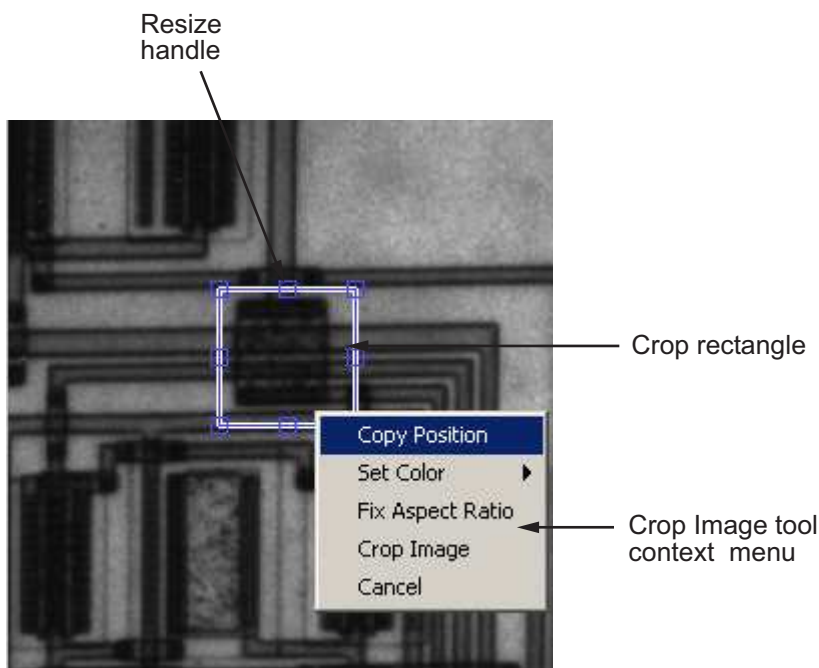 Resize
handle
Crop rectangle
Copy Position
Set Color
Fix Aspect Ratio
Crop Image
Cancel
Crop Image tool
context menu